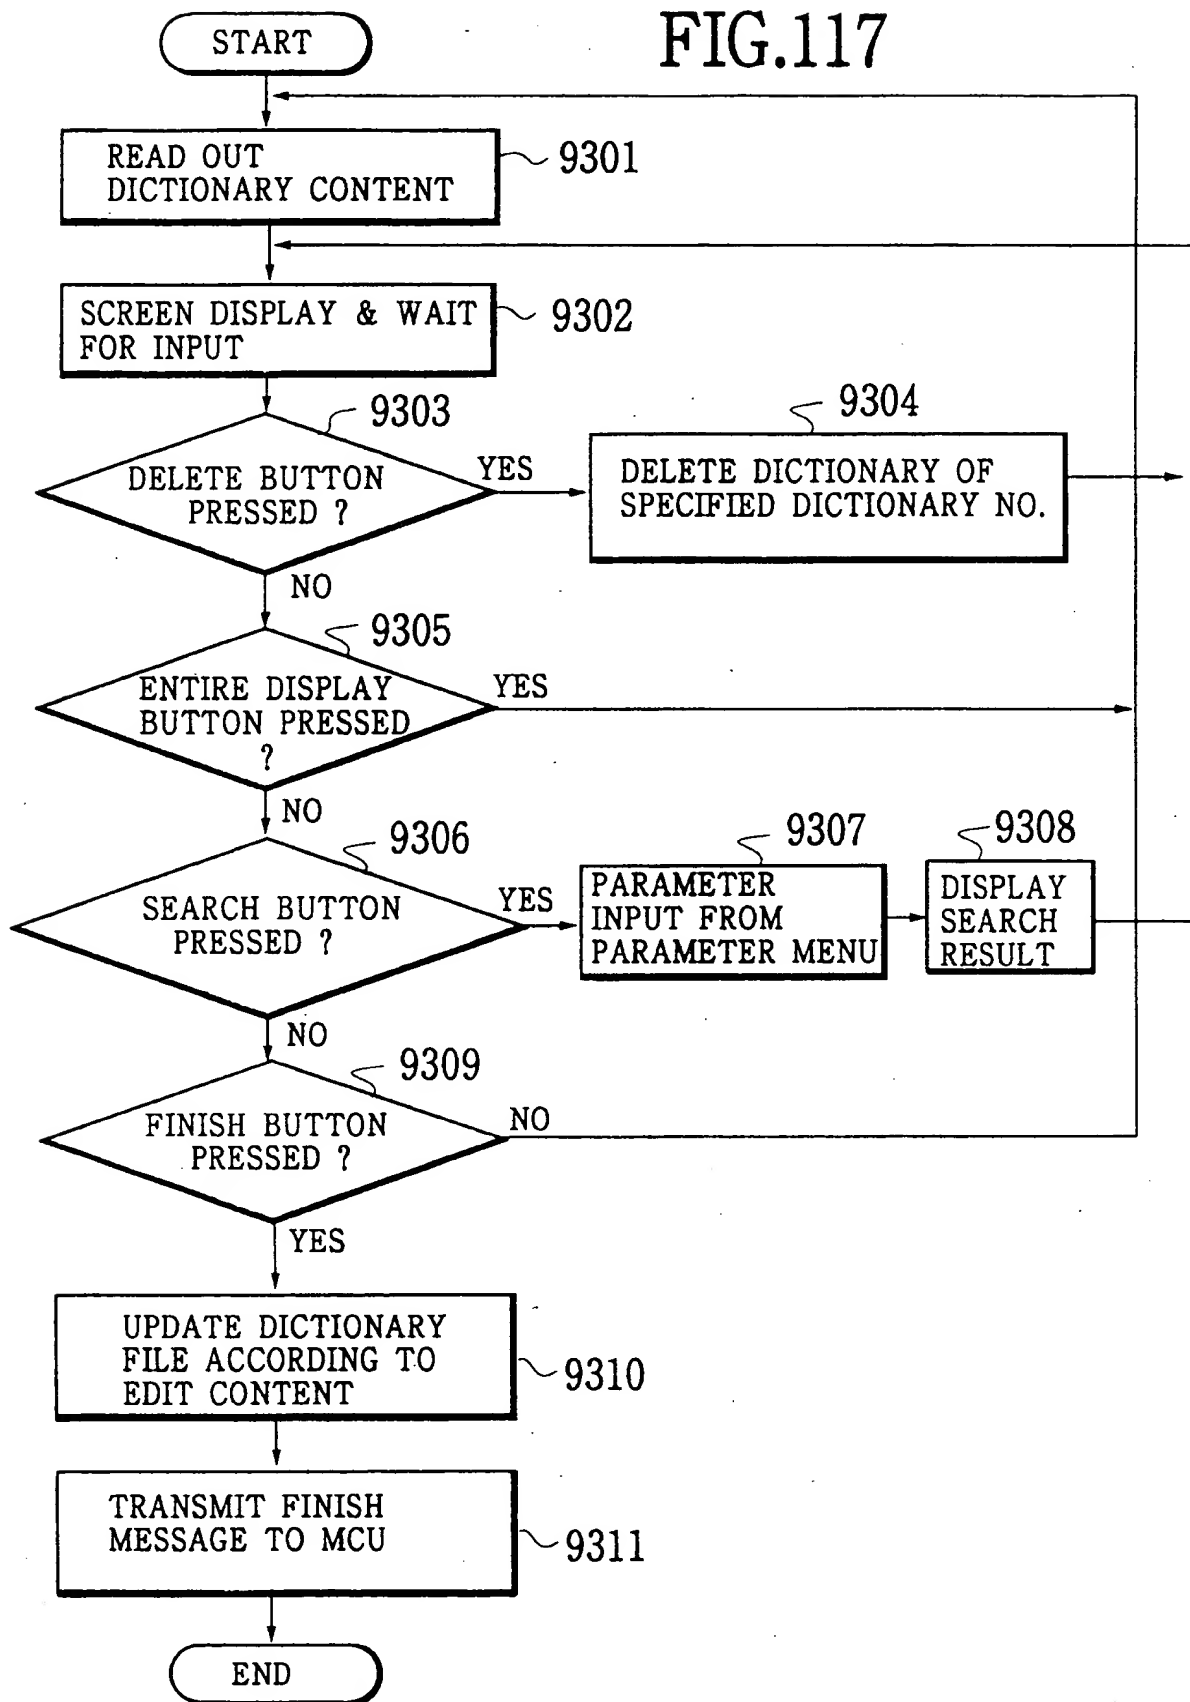 FIG.117
START
READ OUT
DICTIONARY CONTENT
9301
SCREEN DISPLAY & WAIT
FOR INPUT
9302
9303
DELETE BUTTON
PRESSED ?
YES
NO
9304
DELETE DICTIONARY OF
SPECIFIED DICTIONARY NO.
9305
ENTIRE DISPLAY
BUTTON PRESSED
?
YES
NO
9306
SEARCH BUTTON
PRESSED ?
YES
NO
9307
PARAMETER
INPUT FROM
PARAMETER MENU
9308
DISPLAY
SEARCH
RESULT
9309
FINISH BUTTON
PRESSED ?
NO
YES
UPDATE DICTIONARY
FILE ACCORDING TO
EDIT CONTENT
9310
TRANSMIT FINISH
MESSAGE TO MCU
9311
END